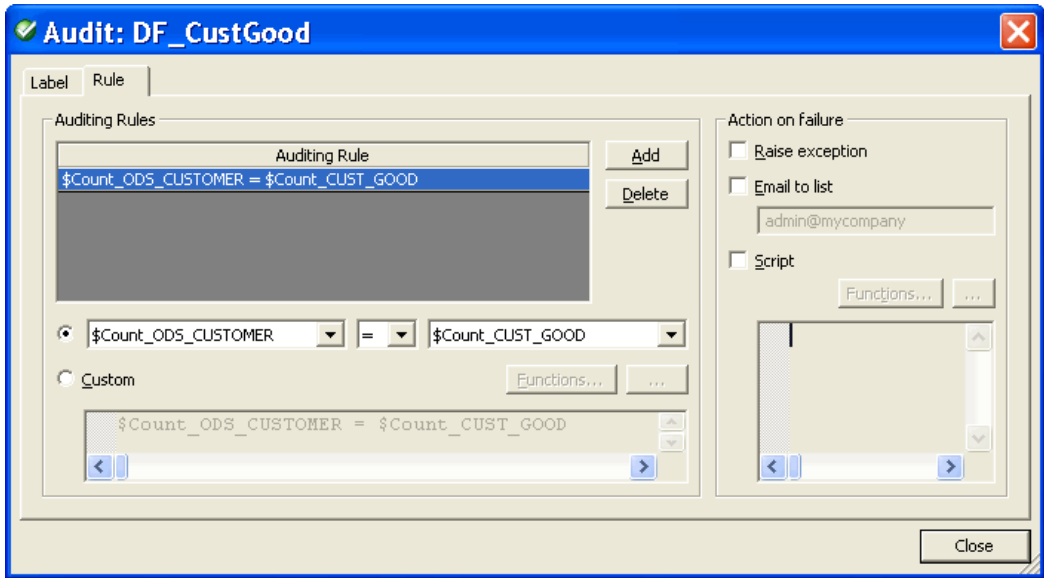 Audit: DF_CustGood
Label Rule
Auditing Rules
Auditing Rule
$Count_ODS_CUSTOMER = $Count_CUST_GOOD
Add
Delete
$Count_ODS_CUSTOMER = $Count_CUST_GOOD
Custom Functions... ...
$Count_ODS_CUSTOMER = $Count_CUST_GOOD
Action on failure
Raise exception
Email to list
admin@mycompany
Script
Functions... ...
Close